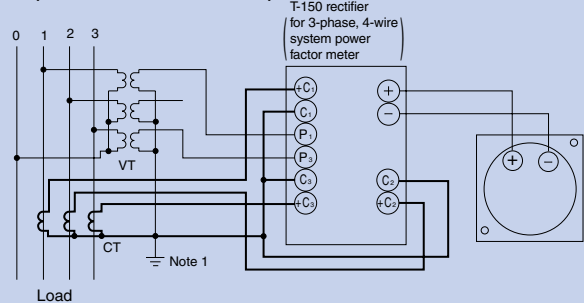 T-150 rectifier
for 3-phase, 4-wire
system power
factor meter
0 1 2 3
+C1
C1
P1
P3
C3
+C3
+
−
C2
+C2
+ −
VT
CT
Note 1
Load